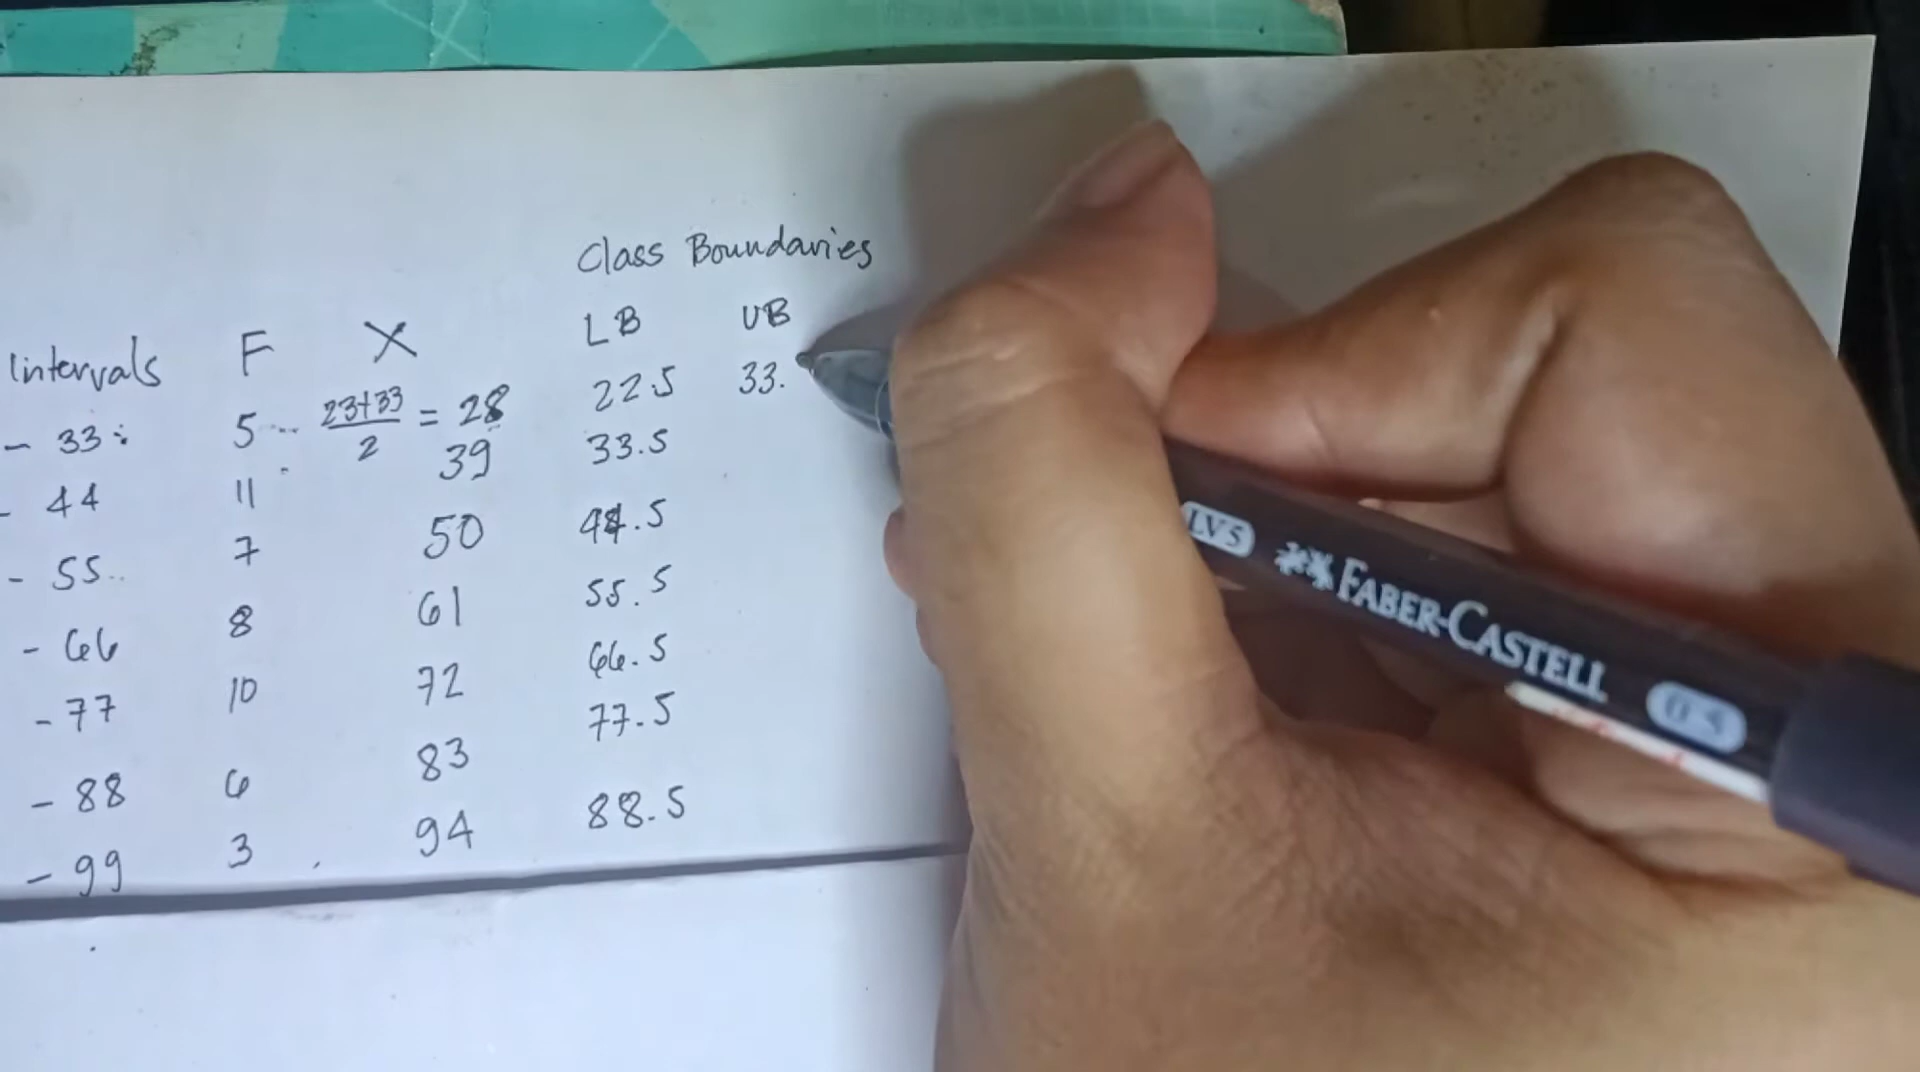 Class Boundaries
intervals F X LB UB
- 33 5 23+33/2 = 28 22.5 33.
- 44 11 39 33.5
- 55 7 50 44.5
- 66 8 61 55.5
- 77 10 72 66.5
- 88 6 83 77.5
- 99 3 94 88.5
LV5 FABER-CASTELL 0.5